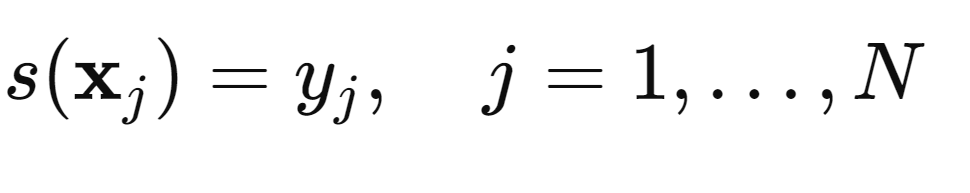 s(𝐱ⱼ) = yⱼ, j = 1, . . . , N